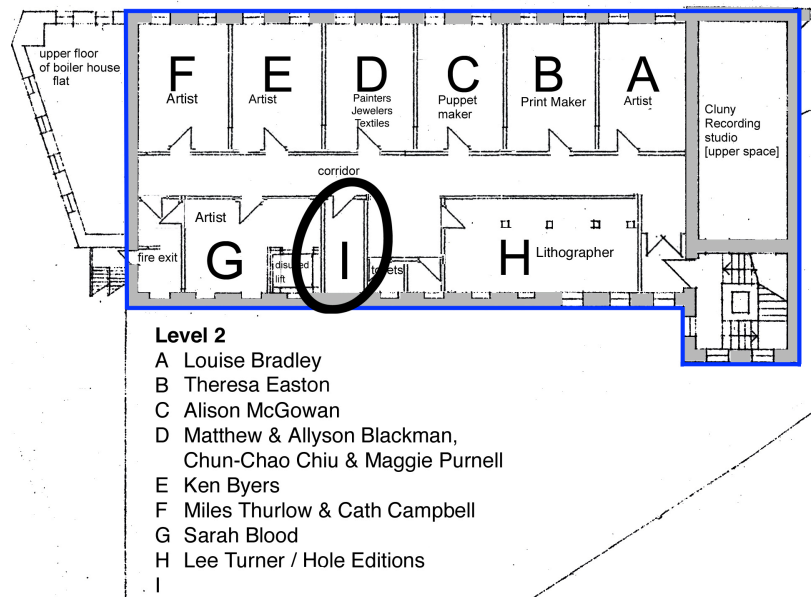 upper floor
of boiler house
flat
F
Artist
E
Artist
D
Painters
Jewelers
Textiles
C
Puppet
maker
B
Print Maker
A
Artist
Cluny
Recording
studio
[upper space]
corridor
fire exit
Artist
G
disused
lift
I
toilets
H
Lithographer
Level 2
A Louise Bradley
B Theresa Easton
C Alison McGowan
D Matthew & Allyson Blackman,
Chun-Chao Chiu & Maggie Purnell
E Ken Byers
F Miles Thurlow & Cath Campbell
G Sarah Blood
H Lee Turner / Hole Editions
I